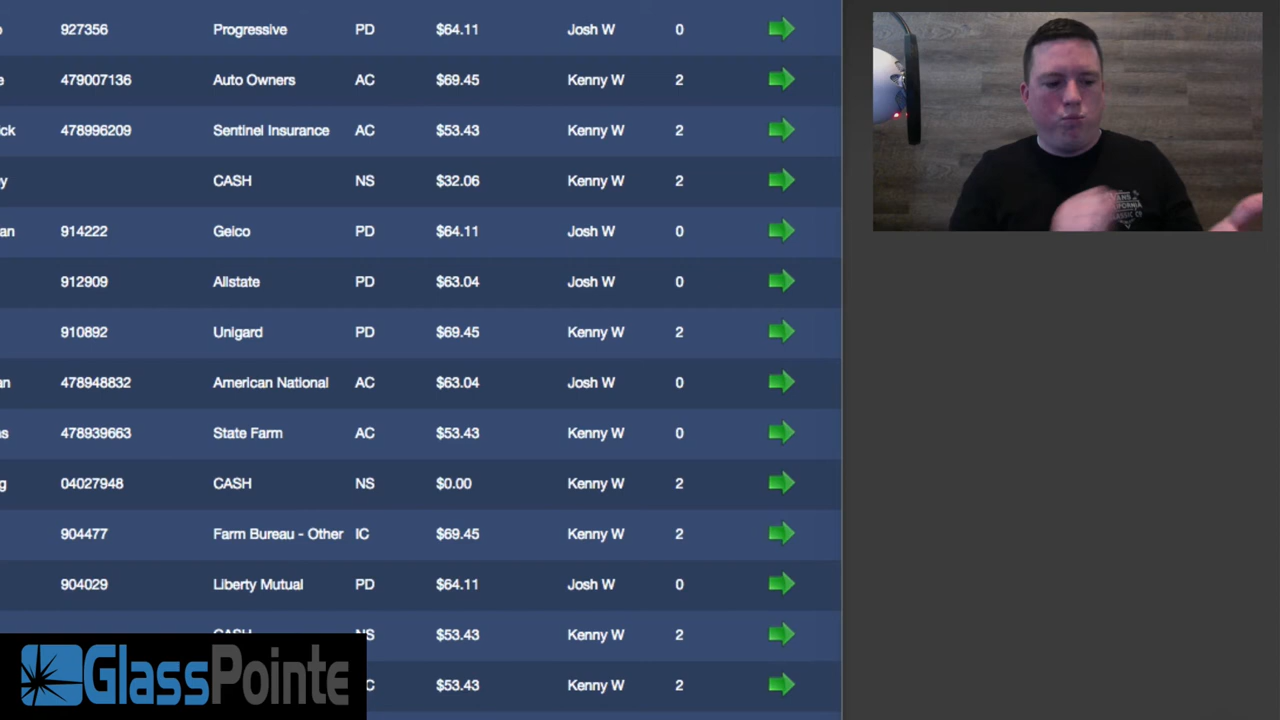 927356 Progressive PD $64.11 Josh W 0
479007136 Auto Owners AC $69.45 Kenny W 2
ck 478996209 Sentinel Insurance AC $53.43 Kenny W 2
y CASH NS $32.06 Kenny W 2
an 914222 Geico PD $64.11 Josh W 0
912909 Allstate PD $63.04 Josh W 0
910892 Unigard PD $69.45 Kenny W 2
an 478948832 American National AC $63.04 Josh W 0
s 478939663 State Farm AC $53.43 Kenny W 0
g 04027948 CASH NS $0.00 Kenny W 2
904477 Farm Bureau - Other IC $69.45 Kenny W 2
904029 Liberty Mutual PD $64.11 Josh W 0
CASH NS $53.43 Kenny W 2
C $53.43 Kenny W 2
GlassPointe